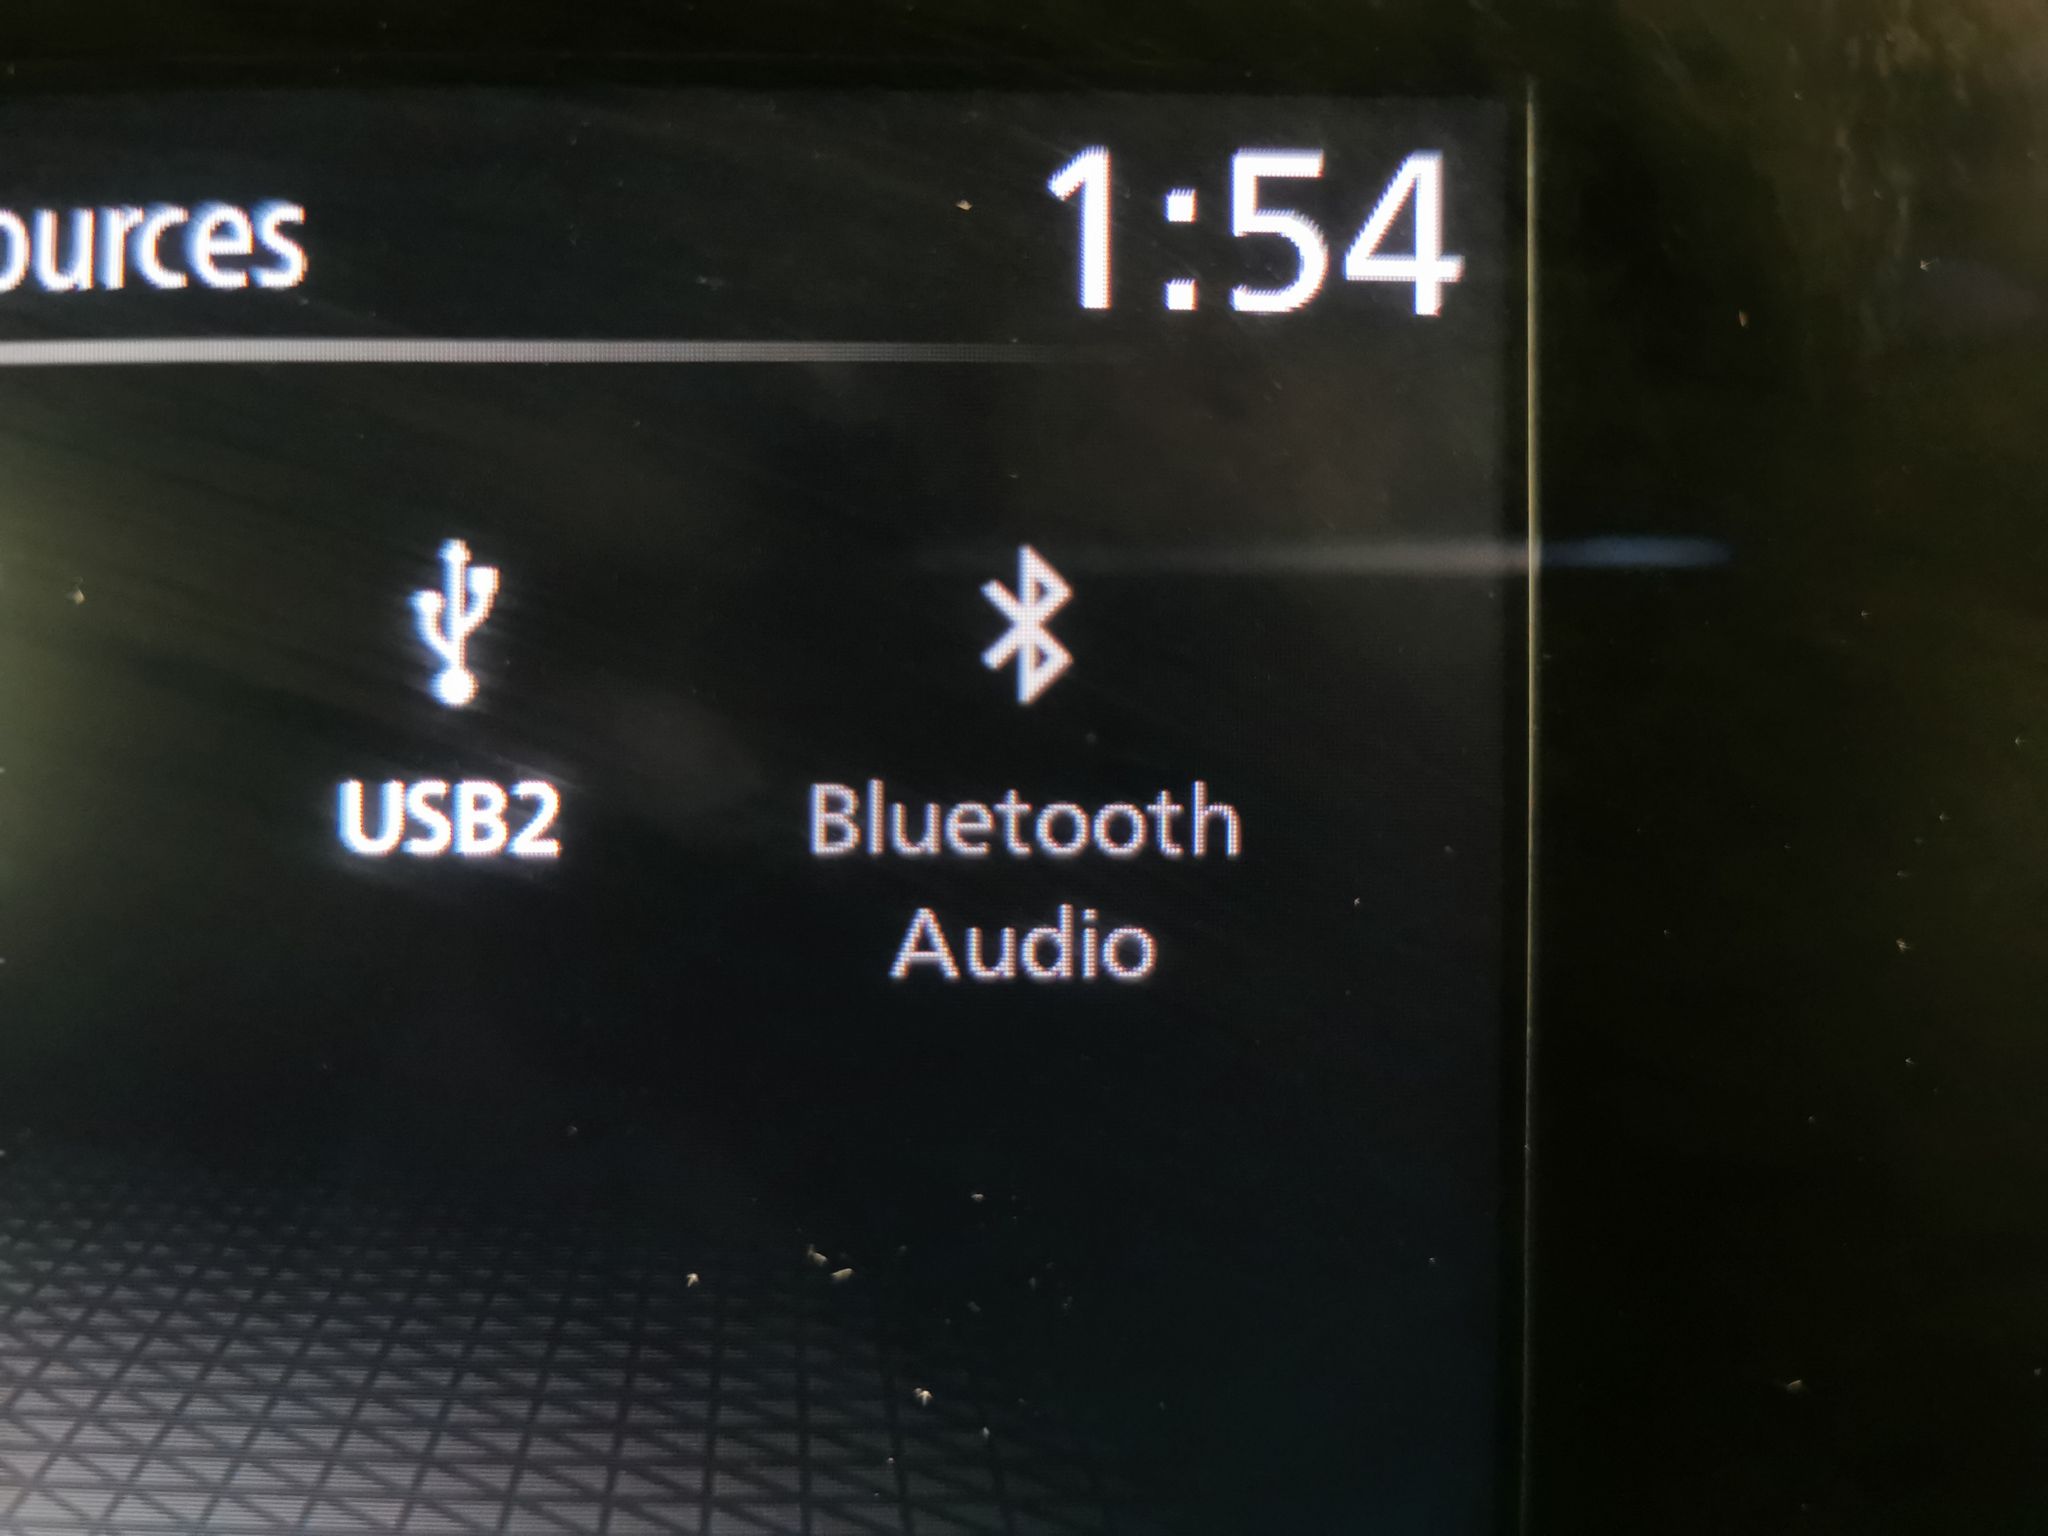 ources
1:54
USB2
Bluetooth
Audio